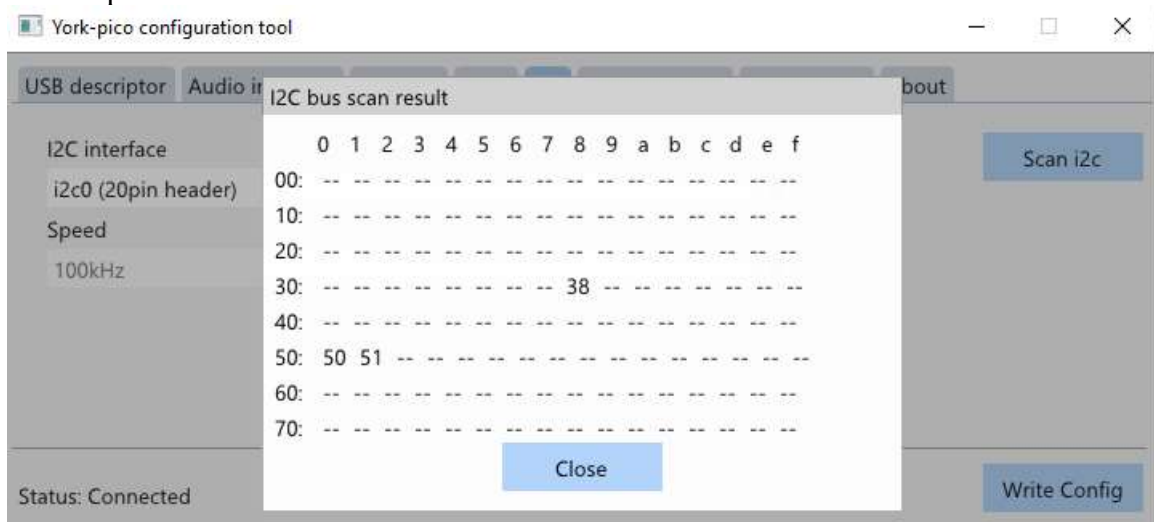 York-pico configuration tool
USB descriptor Audio in bout
I2C bus scan result
0 1 2 3 4 5 6 7 8 9 a b c d e f
I2C interface
Scan i2c
00: -- -- -- -- -- -- -- -- -- -- -- -- -- -- -- --
i2c0 (20pin header)
10: -- -- -- -- -- -- -- -- -- -- -- -- -- -- -- --
Speed
20: -- -- -- -- -- -- -- -- -- -- -- -- -- -- -- --
100kHz
30: -- -- -- -- -- -- -- -- 38 -- -- -- -- -- -- --
40: -- -- -- -- -- -- -- -- -- -- -- -- -- -- -- --
50: 50 51 -- -- -- -- -- -- -- -- -- -- -- -- -- --
60: -- -- -- -- -- -- -- -- -- -- -- -- -- -- -- --
70: -- -- -- -- -- -- -- -- -- -- -- -- -- -- -- --
Close
Status: Connected
Write Config